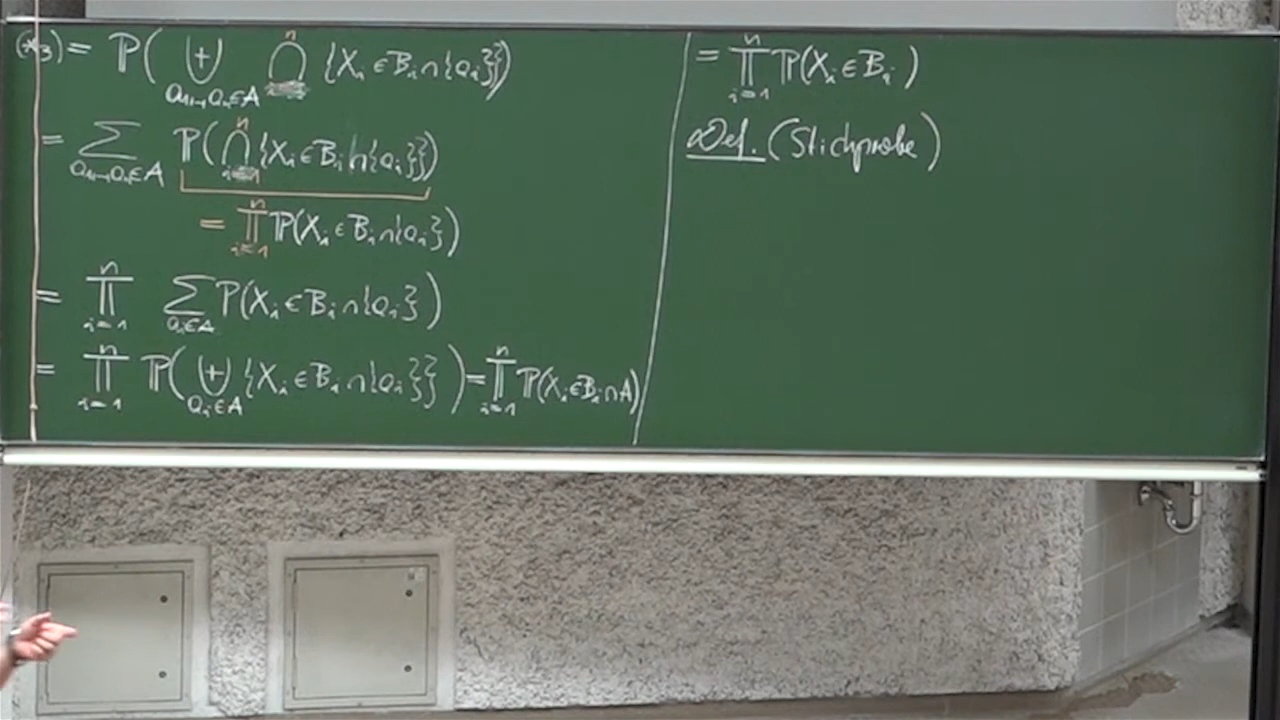 (*3) = ℙ( ⨄_{a₁,…,aₙ∈A} ⋂ⁿ {Xᵢ ∈ Bᵢ ∩ {aᵢ}})
= ∑_{a₁,…,aₙ∈A} ℙ( ⋂_{i=1}^n {Xᵢ ∈ Bᵢ ∩ {aᵢ}})
= ∏_{i=1}^n ℙ(Xᵢ ∈ Bᵢ ∩ {aᵢ})
= ∏_{i=1}^n ∑_{aᵢ∈A} ℙ(Xᵢ ∈ Bᵢ ∩ {aᵢ})
= ∏_{i=1}^n ℙ( ⨄_{aᵢ∈A} {Xᵢ ∈ Bᵢ ∩ {aᵢ}} ) = ∏_{i=1}^n ℙ(Xᵢ ∈ Bᵢ ∩ A)
= ∏_{i=1}^n ℙ(Xᵢ ∈ Bᵢ)
Def. (Stichprobe)